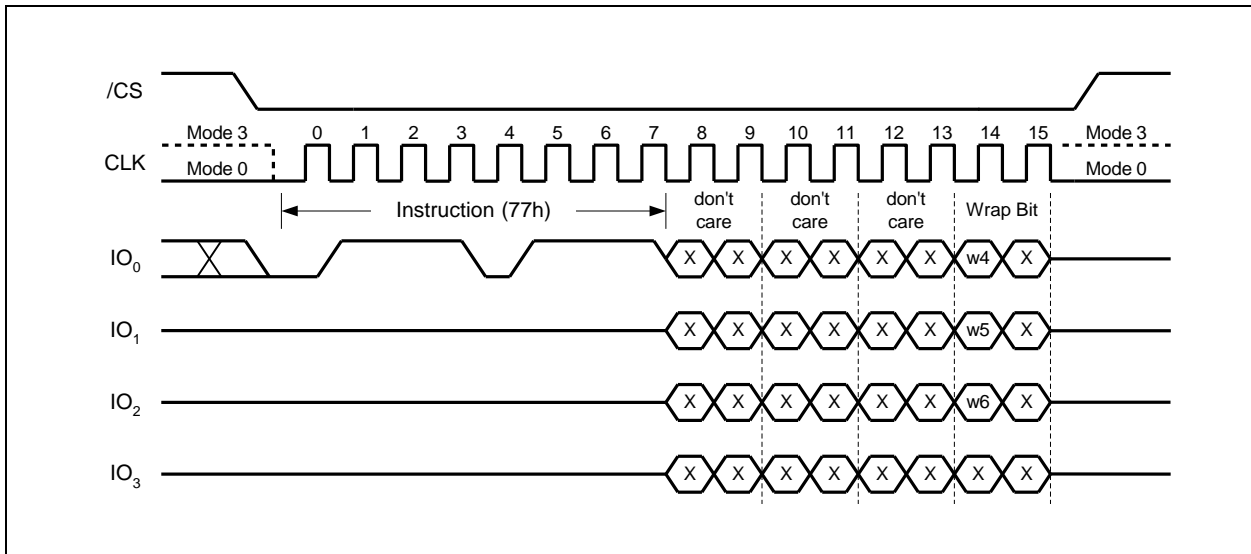 /CS
Mode 3 0 1 2 3 4 5 6 7 8 9 10 11 12 13 14 15 Mode 3
CLK Mode 0 Mode 0
Instruction (77h) don't care don't care don't care Wrap Bit
IO0 X X X X X X w4 X
IO1 X X X X X X w5 X
IO2 X X X X X X w6 X
IO3 X X X X X X X X